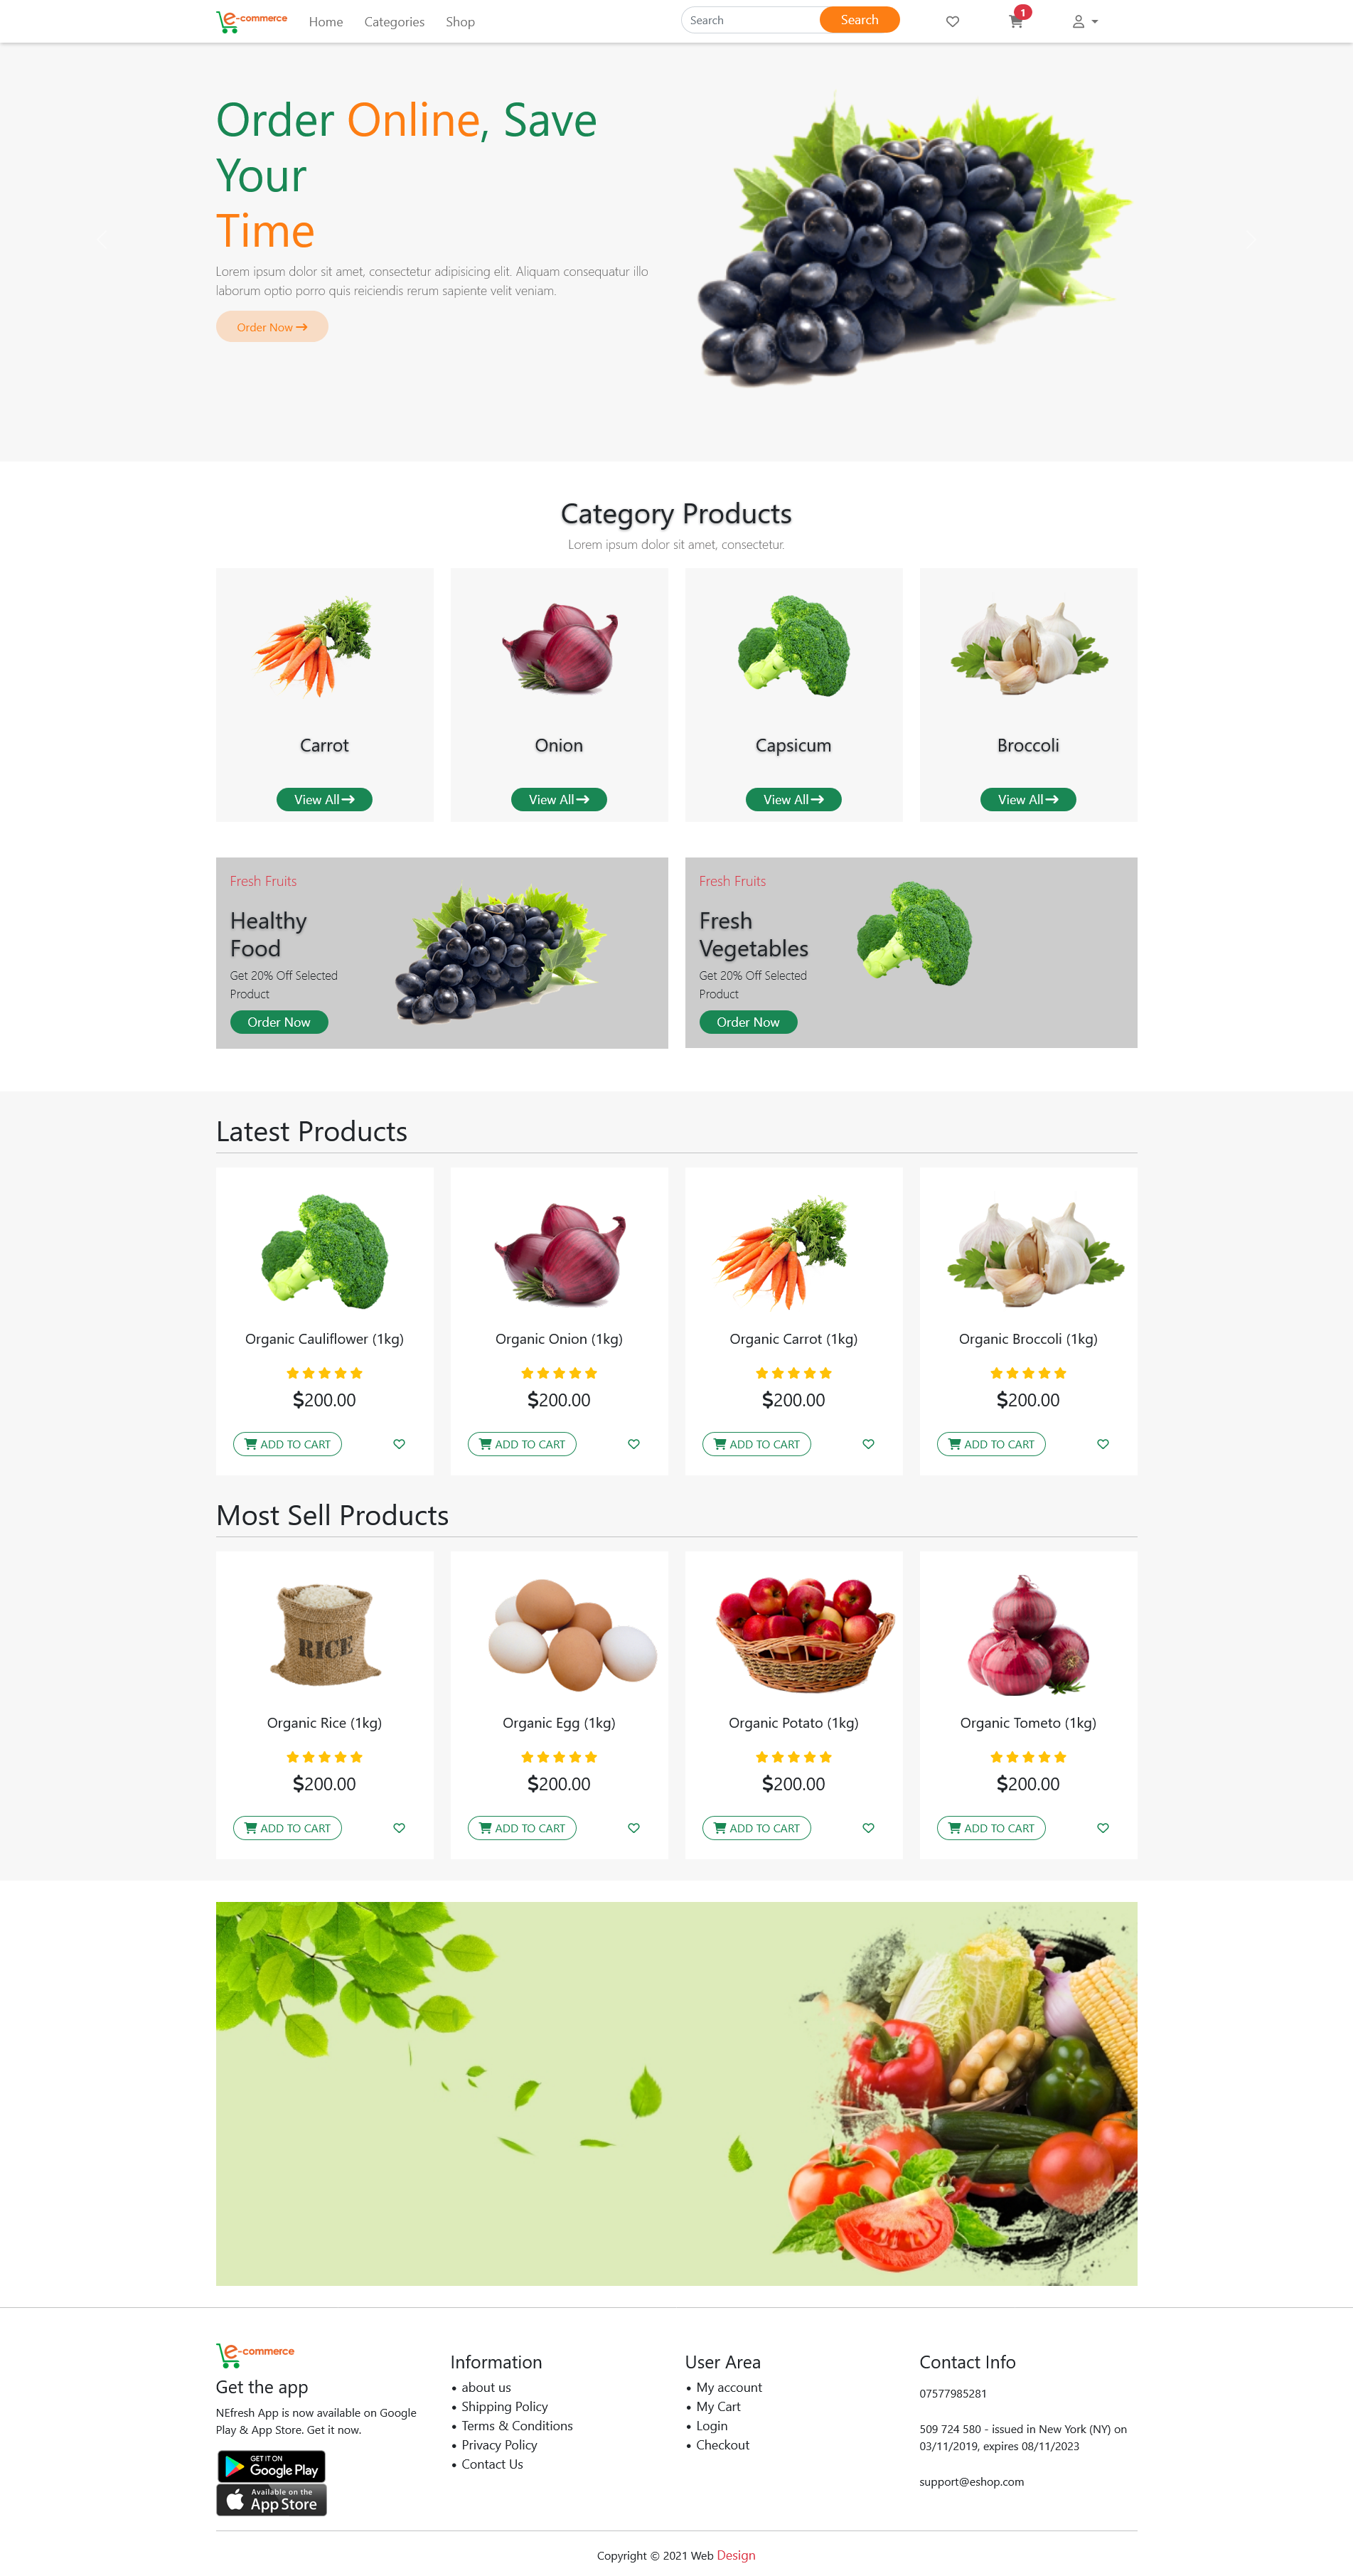 e-commerce
Home
Categories
Shop
Search
Search
1
Order Online, Save
Your
Time
Lorem ipsum dolor sit amet, consectetur adipisicing elit. Aliquam consequatur illo
laborum optio porro quis reiciendis rerum sapiente velit veniam.
Order Now
Category Products
Lorem ipsum dolor sit amet, consectetur.
Carrot
View All
Onion
View All
Capsicum
View All
Broccoli
View All
Fresh Fruits
Healthy
Food
Get 20% Off Selected
Product
Order Now
Fresh Fruits
Fresh
Vegetables
Get 20% Off Selected
Product
Order Now
Latest Products
Organic Cauliflower (1kg)
$200.00
ADD TO CART
Organic Onion (1kg)
$200.00
ADD TO CART
Organic Carrot (1kg)
$200.00
ADD TO CART
Organic Broccoli (1kg)
$200.00
ADD TO CART
Most Sell Products
RICE
Organic Rice (1kg)
$200.00
ADD TO CART
Organic Egg (1kg)
$200.00
ADD TO CART
Organic Potato (1kg)
$200.00
ADD TO CART
Organic Tometo (1kg)
$200.00
ADD TO CART
e-commerce
Get the app
NEfresh App is now available on Google
Play & App Store. Get it now.
GET IT ON
Google Play
Available on the
App Store
Information
• about us
• Shipping Policy
• Terms & Conditions
• Privacy Policy
• Contact Us
User Area
• My account
• My Cart
• Login
• Checkout
Contact Info
07577985281
509 724 580 - issued in New York (NY) on
03/11/2019, expires 08/11/2023
support@eshop.com
Copyright © 2021 Web Design